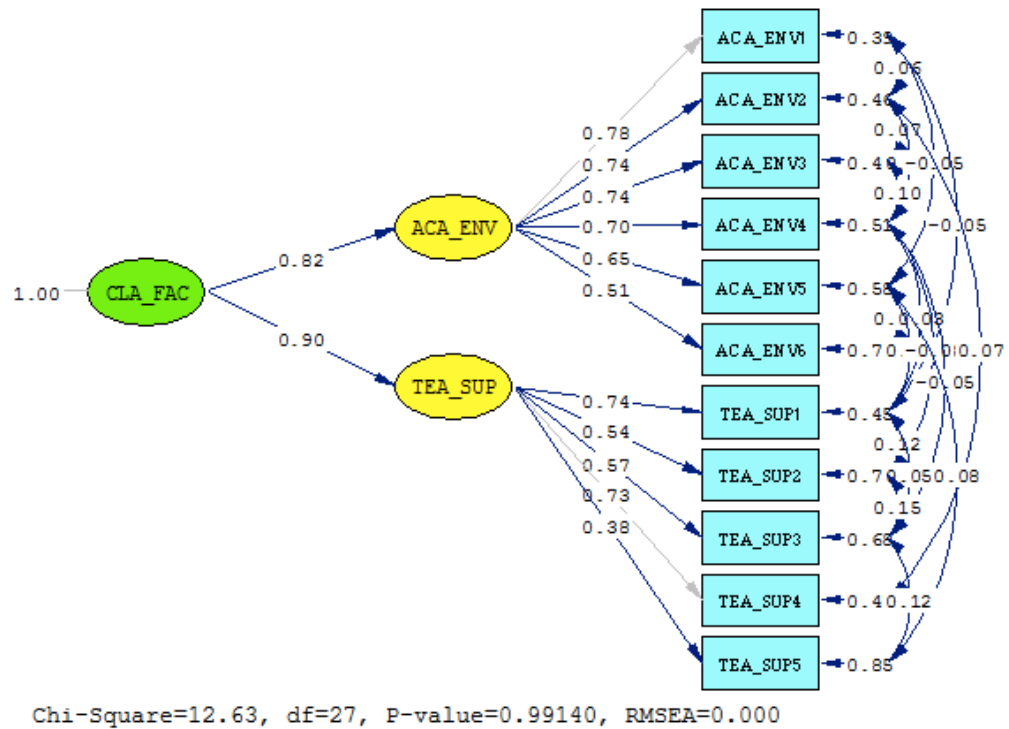 ACA_ENV1
0.06
ACA_ENV2
0.07
0.78
0.74
ACA_ENV3
-0.05
0.74
0.10
ACA_ENV4
0.70
-0.05
ACA_ENV
0.82
0.65
ACA_ENV5
1.00
CLA_FAC
0.51
0.90
ACA_ENV6
0.70
0.07
TEA_SUP
-0.05
0.74
TEA_SUP1
0.54
0.12
0.57
TEA_SUP2
0.05
0.08
0.73
0.15
0.38
TEA_SUP3
TEA_SUP4
0.12
TEA_SUP5
0.85
Chi-Square=12.63, df=27, P-value=0.99140, RMSEA=0.000